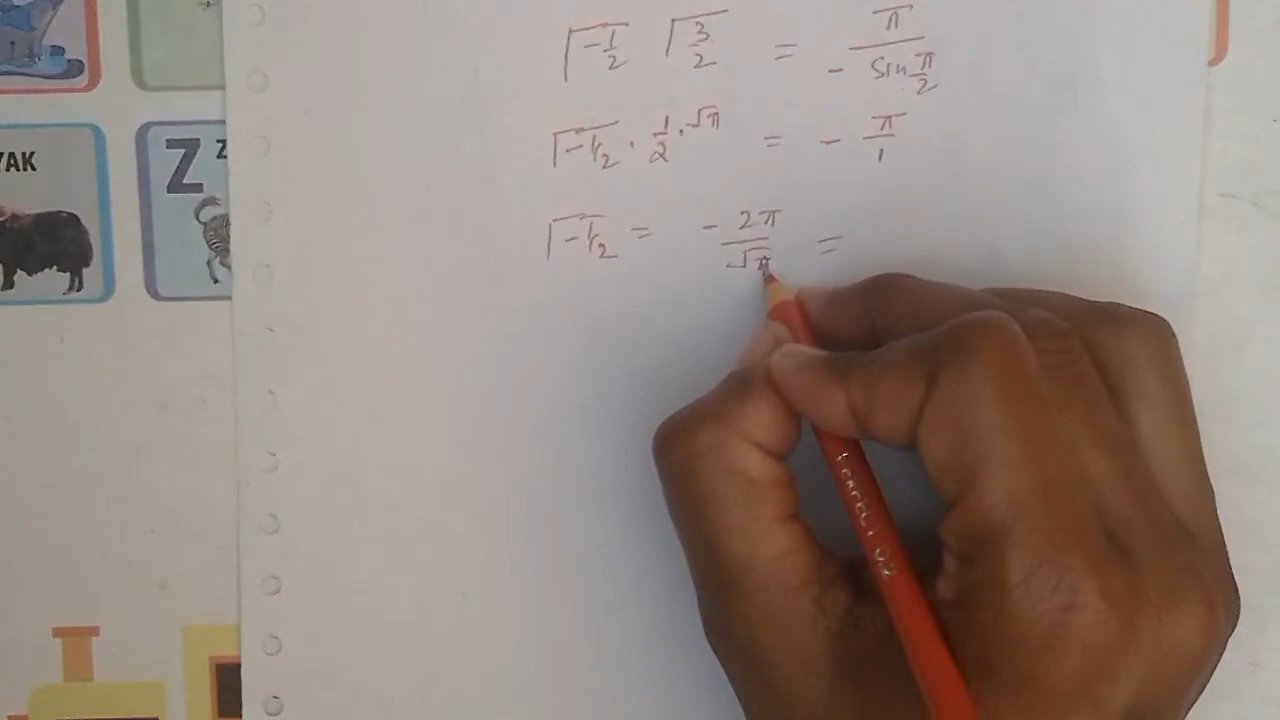 YAK
Z Z
Γ-1/2 Γ3/2 = π / - Sin π/2
Γ-1/2 · 1/2 · √π = - π/1
Γ-1/2 = - 2π/√π =